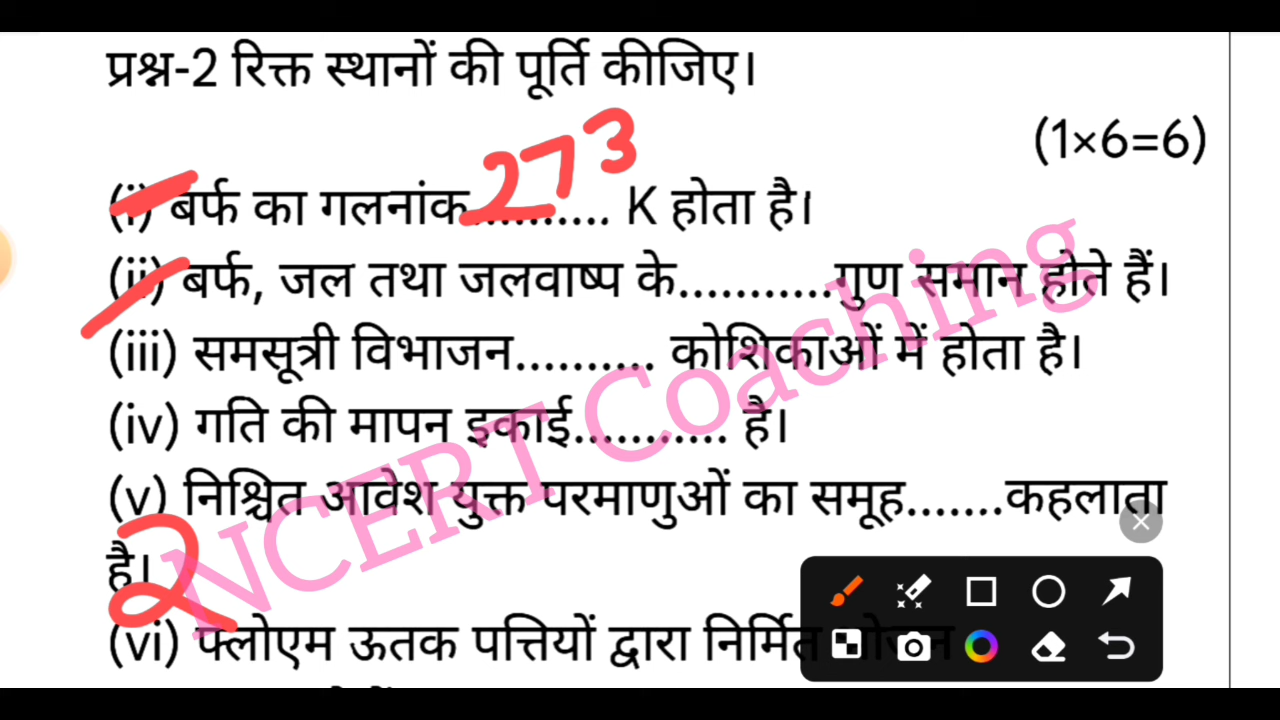 प्रश्न-2 रिक्त स्थानों की पूर्ति कीजिए।
(1×6=6)
(i) बर्फ का गलनांक 273 .......... K होता है।
(ii) बर्फ, जल तथा जलवाष्प के...........गुण समान होते हैं।
(iii) समसूत्री विभाजन.......... कोशिकाओं में होता है।
(iv) गति की मापन इकाई........... है।
(v) निश्चित आवेश युक्त परमाणुओं का समूह.......कहलाता
है।
2
(vi) फ्लोएम ऊतक पत्तियों द्वारा निर्मित
NCERT Coaching